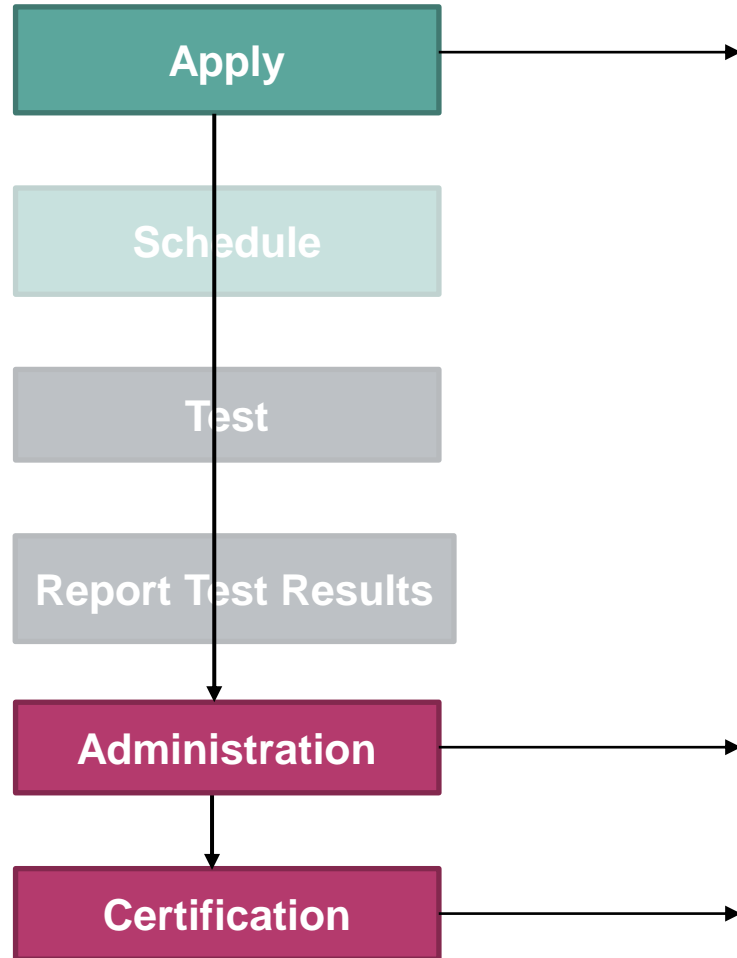 Apply
Schedule
Test
Report Test Results
Administration
Certification